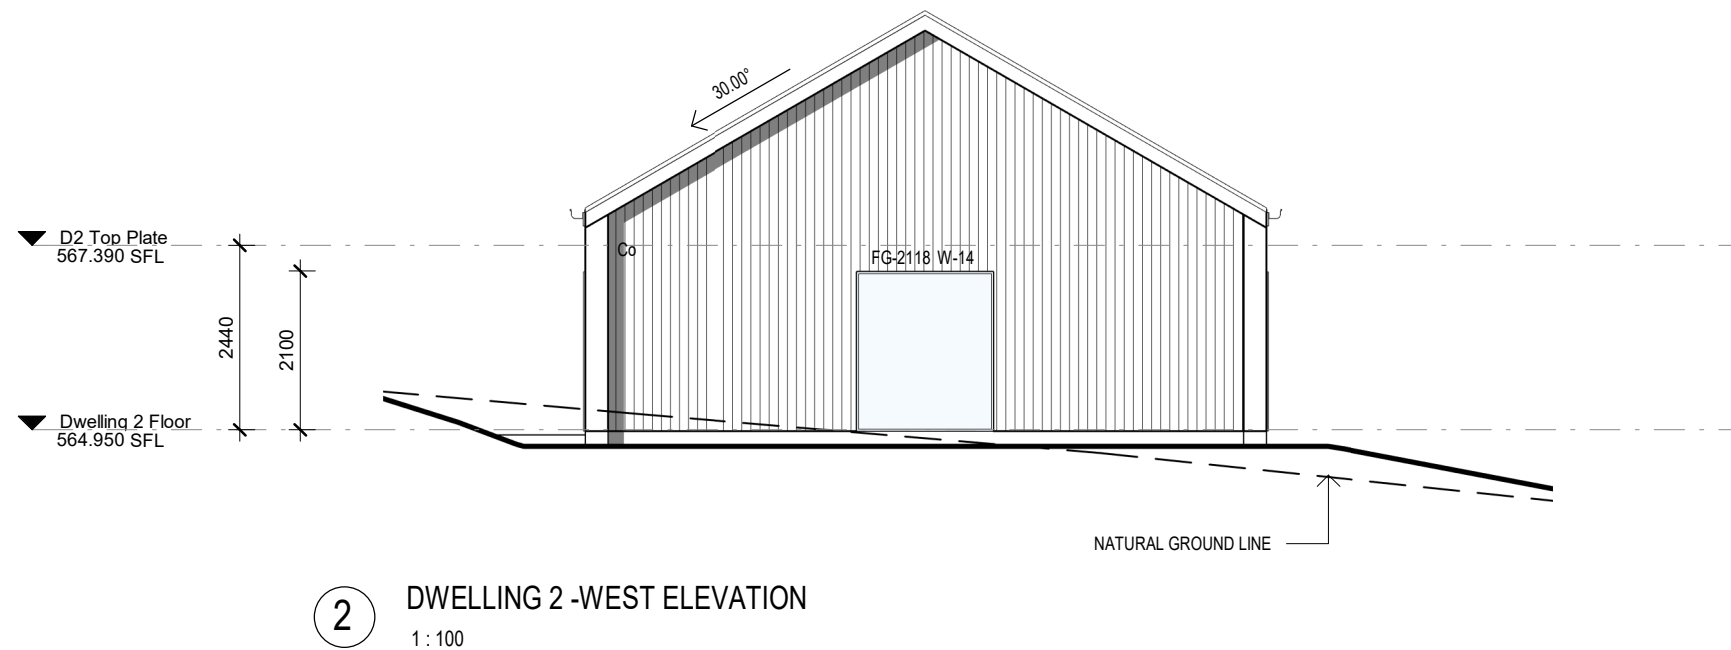 30.00°
D2 Top Plate
567.390 SFL
Co
FG-2118 W-14
2440
2100
Dwelling 2 Floor
564.950 SFL
NATURAL GROUND LINE
2
DWELLING 2 -WEST ELEVATION
1 : 100